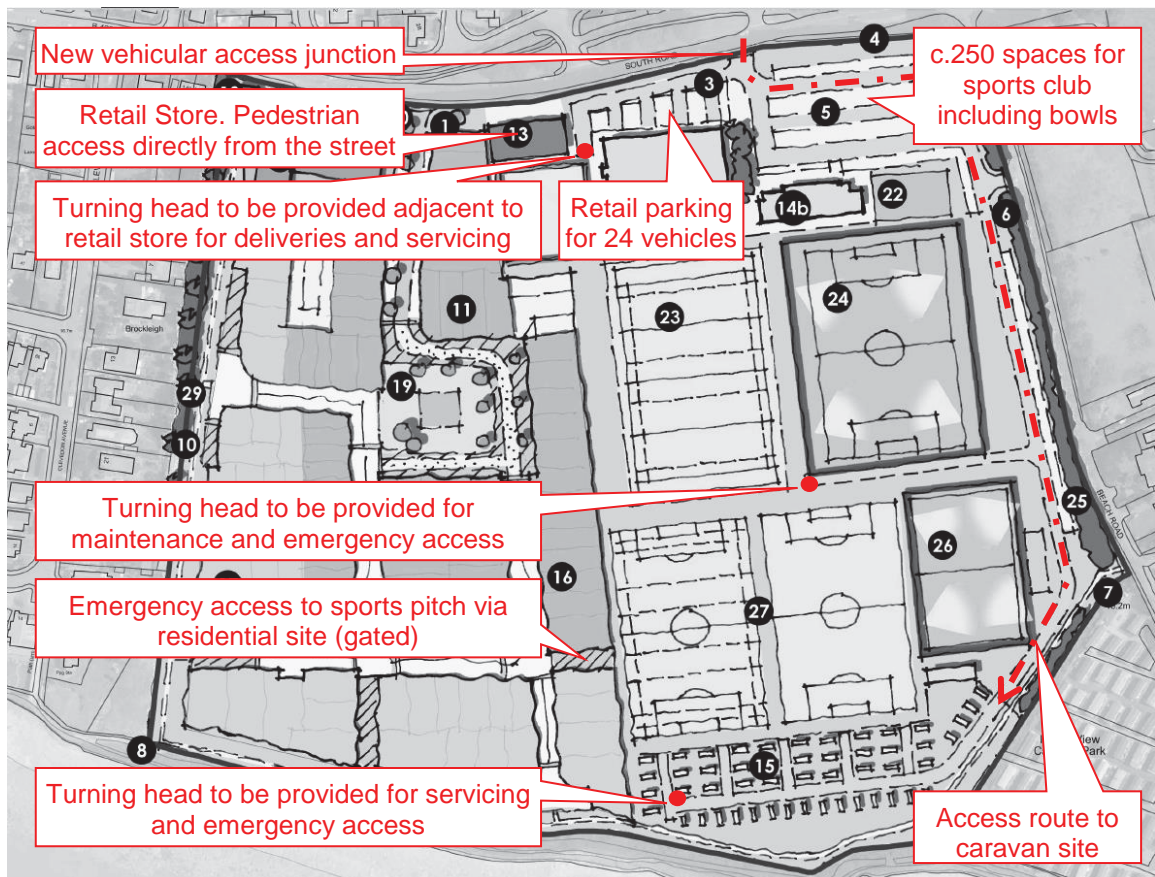 New vehicular access junction
SOUTH ROAD
4
c.250 spaces for
sports club
including bowls
3
5
Retail Store. Pedestrian
access directly from the street
1
13
Turning head to be provided adjacent to
retail store for deliveries and servicing
Retail parking
for 24 vehicles
14b
22
6
11
23
24
Brockleigh
19
29
10
CLEVEDON AVENUE
21
Turning head to be provided for
maintenance and emergency access
25
BEACH ROAD
26
16
7
Emergency access to sports pitch via
residential site (gated)
27
8
15
Turning head to be provided for servicing
and emergency access
Access route to
caravan site